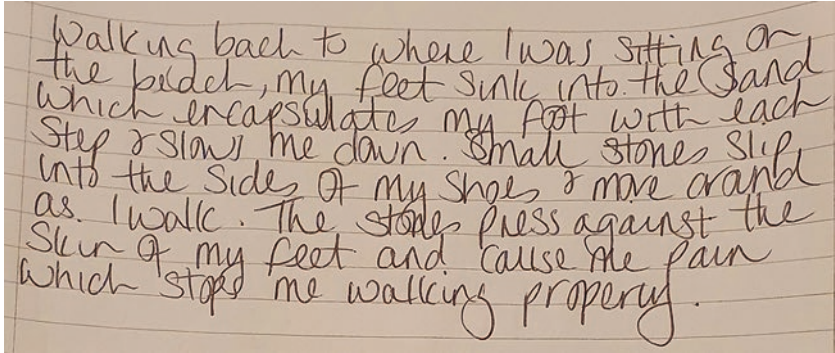 Walking back to where I was sitting on
the beach, my feet sink into the sand
which encapsulates my foot with each
step & slows me down. Small stones slip
into the sides of my shoes & move around
as I walk. The stones press against the
skin of my feet and cause me pain
which stops me walking properly.